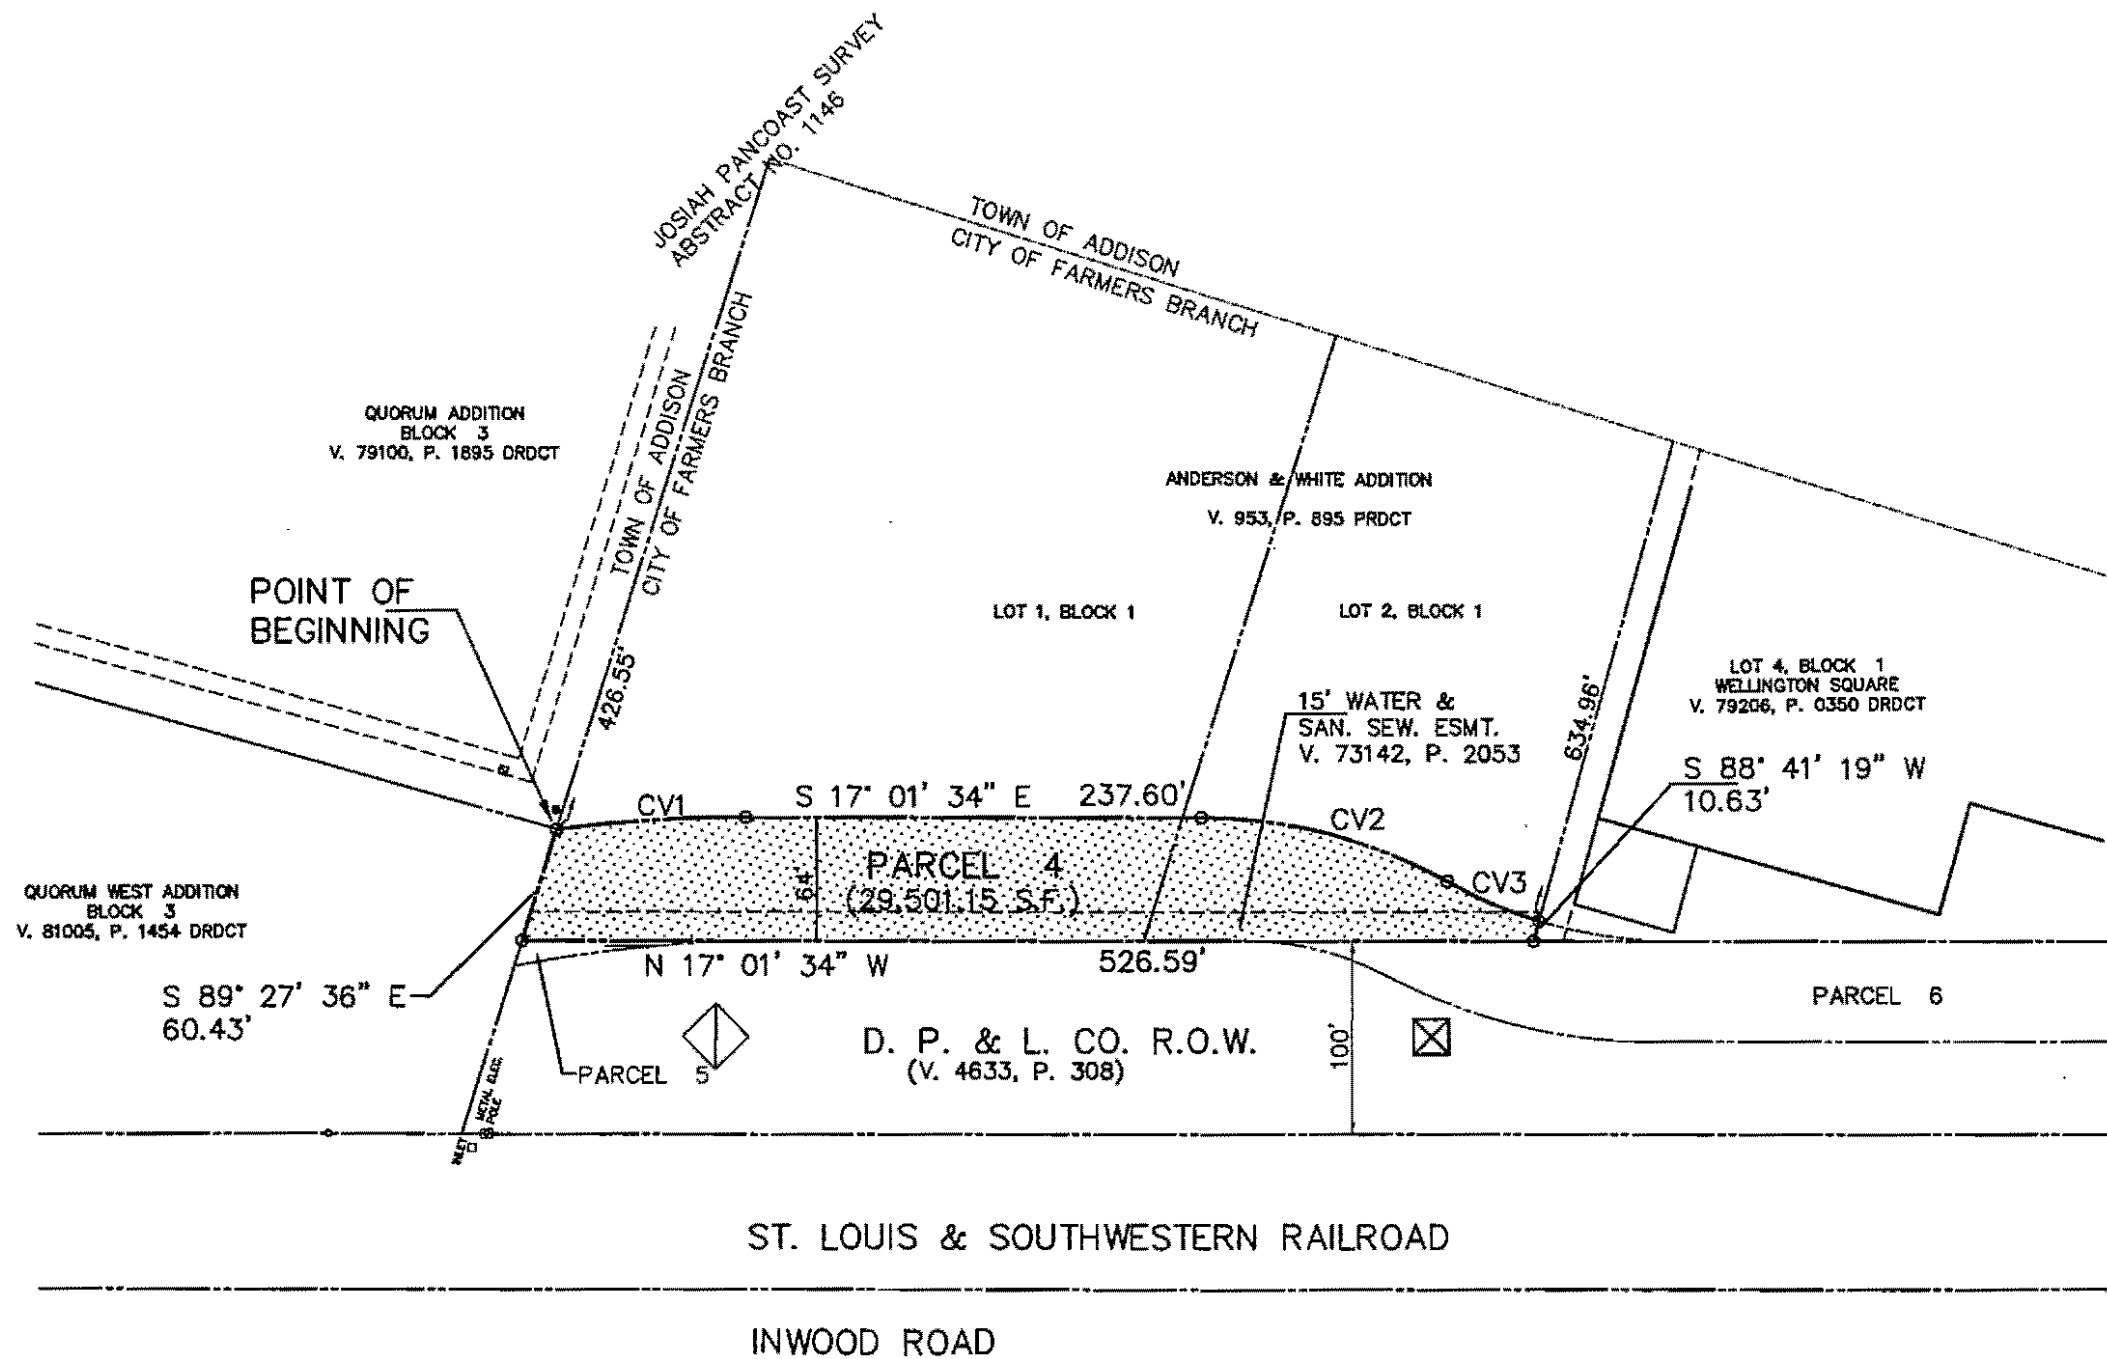 JOSIAH PANCOAST SURVEY
ABSTRACT NO. 1146
TOWN OF ADDISON
CITY OF FARMERS BRANCH
TOWN OF ADDISON
CITY OF FARMERS BRANCH
QUORUM ADDITION
BLOCK 3
V. 79100, P. 1895 DRDCT
ANDERSON & WHITE ADDITION
V. 953, P. 895 PRDCT
POINT OF
BEGINNING
LOT 1, BLOCK 1
LOT 2, BLOCK 1
426.55'
634.96'
LOT 4, BLOCK 1
WELLINGTON SQUARE
V. 79206, P. 0350 DRDCT
15' WATER &
SAN. SEW. ESMT.
V. 73142, P. 2053
S 88° 41' 19" W
10.63'
CV1
S 17° 01' 34" E 237.60'
CV2
CV3
PARCEL 4
(29,501.15 S.F.)
64'
QUORUM WEST ADDITION
BLOCK 3
V. 81005, P. 1454 DRDCT
N 17° 01' 34" W 526.59'
S 89° 27' 36" E
60.43'
PARCEL 6
D. P. & L. CO. R.O.W.
(V. 4633, P. 308)
100'
PARCEL 5
METAL ELEC.
POLE
INLET
ST. LOUIS & SOUTHWESTERN RAILROAD
INWOOD ROAD